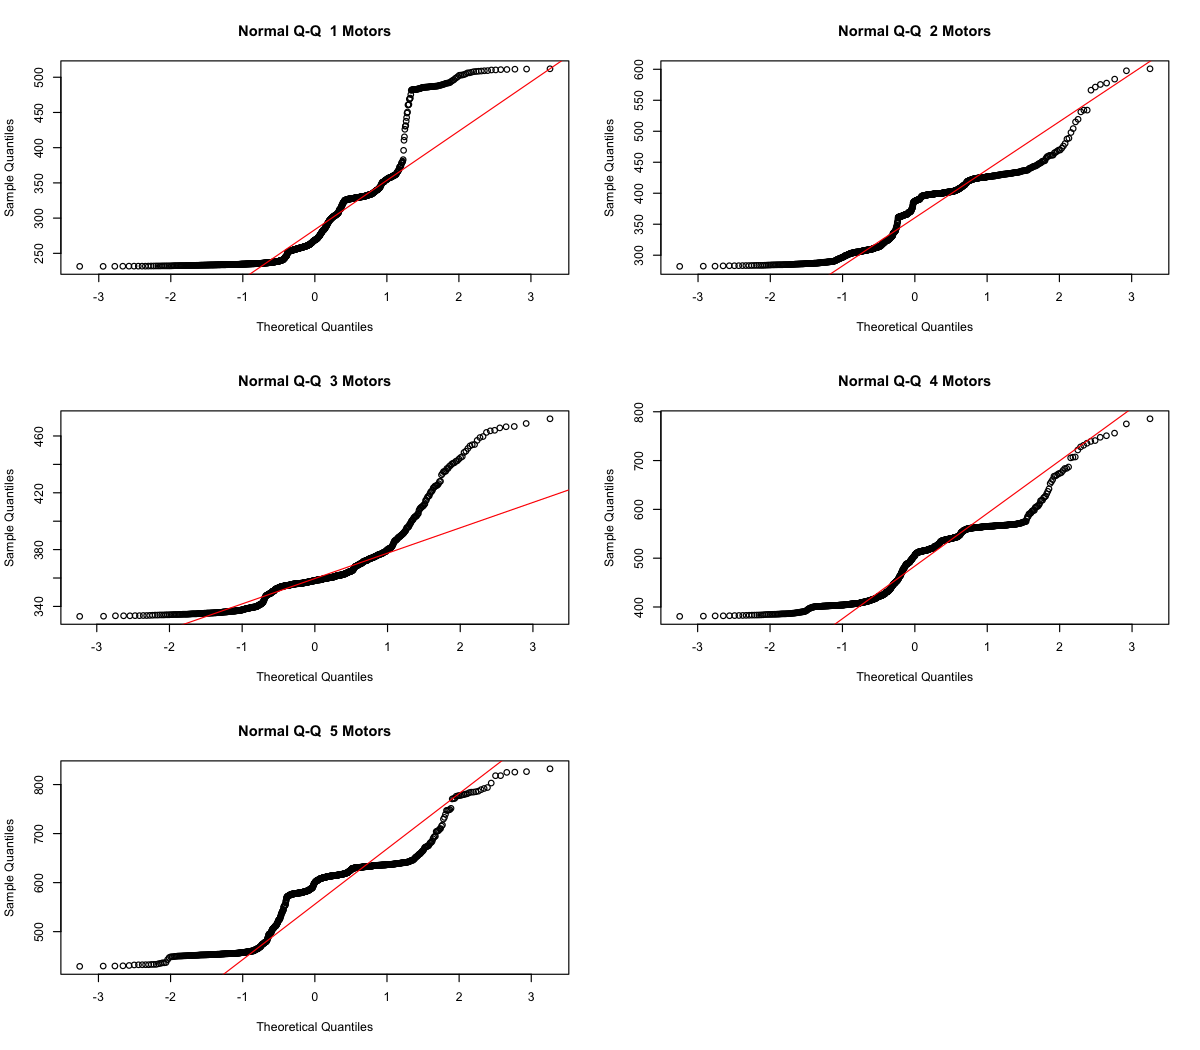 Normal Q-Q  1 Motors
Sample Quantiles
250 300 350 400 450 500
-3 -2 -1 0 1 2 3
Theoretical Quantiles
Normal Q-Q  2 Motors
Sample Quantiles
300 350 400 450 500 550 600
-3 -2 -1 0 1 2 3
Theoretical Quantiles
Normal Q-Q  3 Motors
Sample Quantiles
340 380 420 460
-3 -2 -1 0 1 2 3
Theoretical Quantiles
Normal Q-Q  4 Motors
Sample Quantiles
400 500 600 700 800
-3 -2 -1 0 1 2 3
Theoretical Quantiles
Normal Q-Q  5 Motors
Sample Quantiles
500 600 700 800
-3 -2 -1 0 1 2 3
Theoretical Quantiles